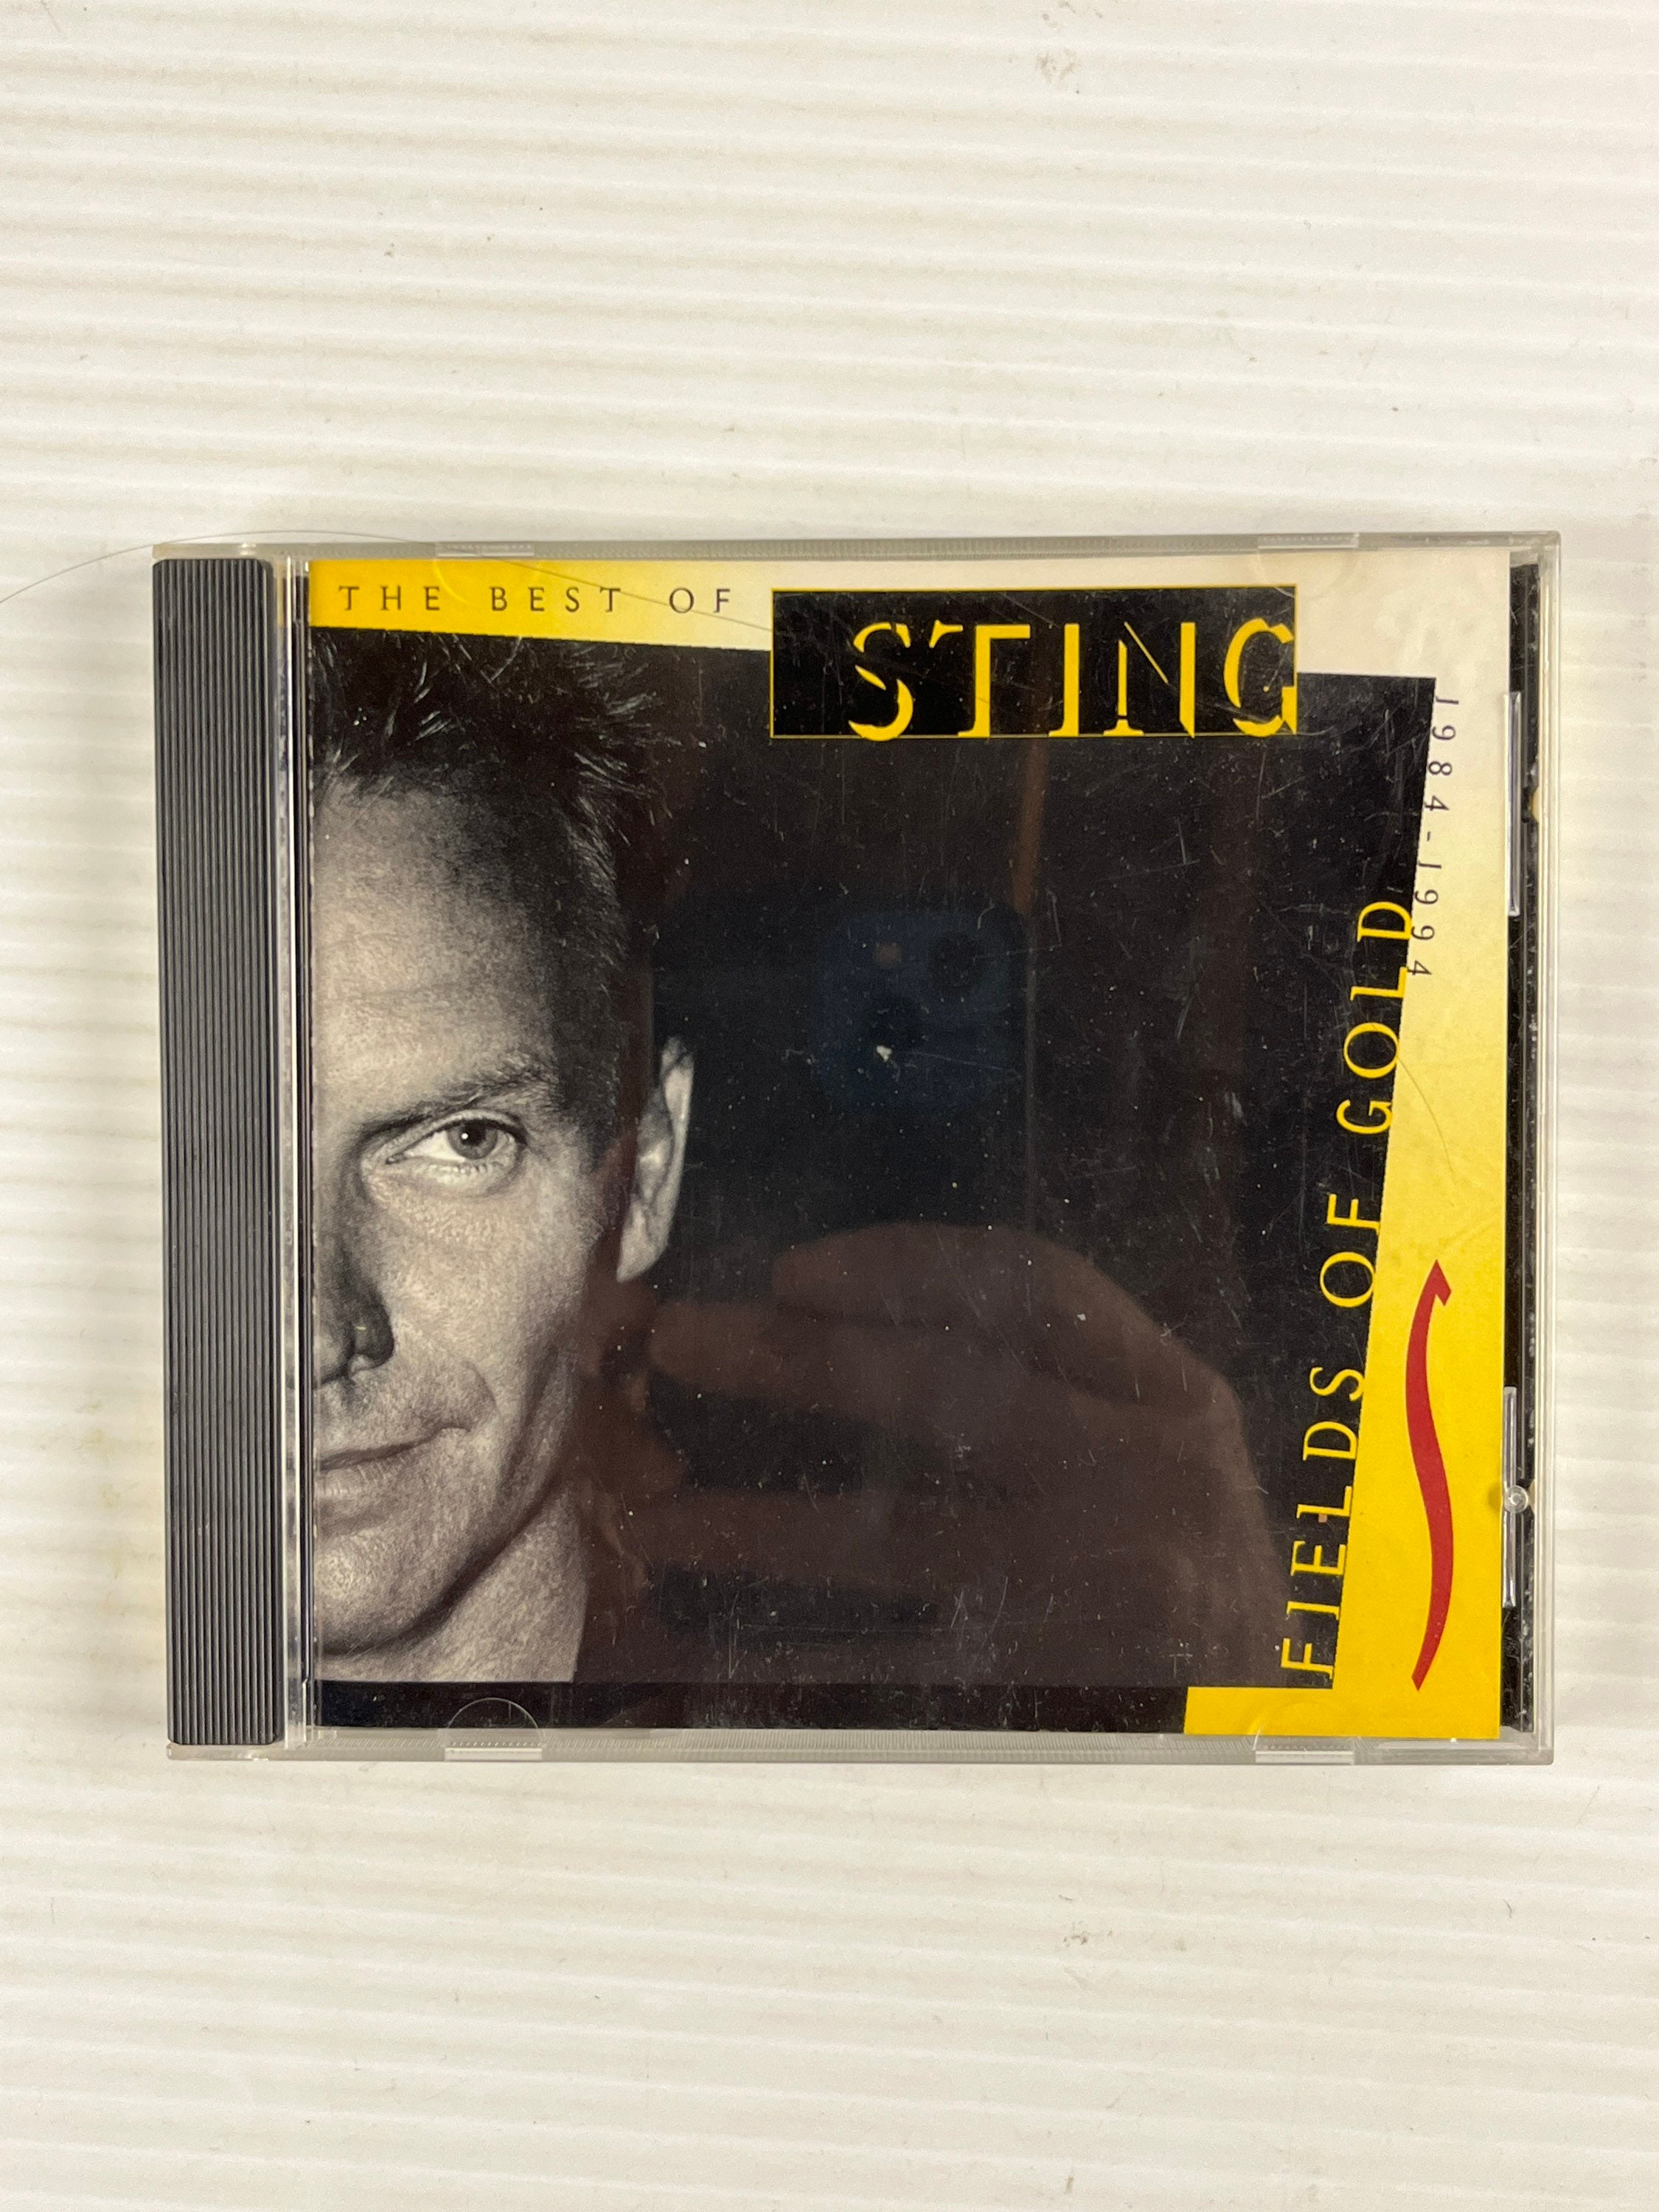 THE BEST OF
STING
1984-1994
FIELDS OF GOLD